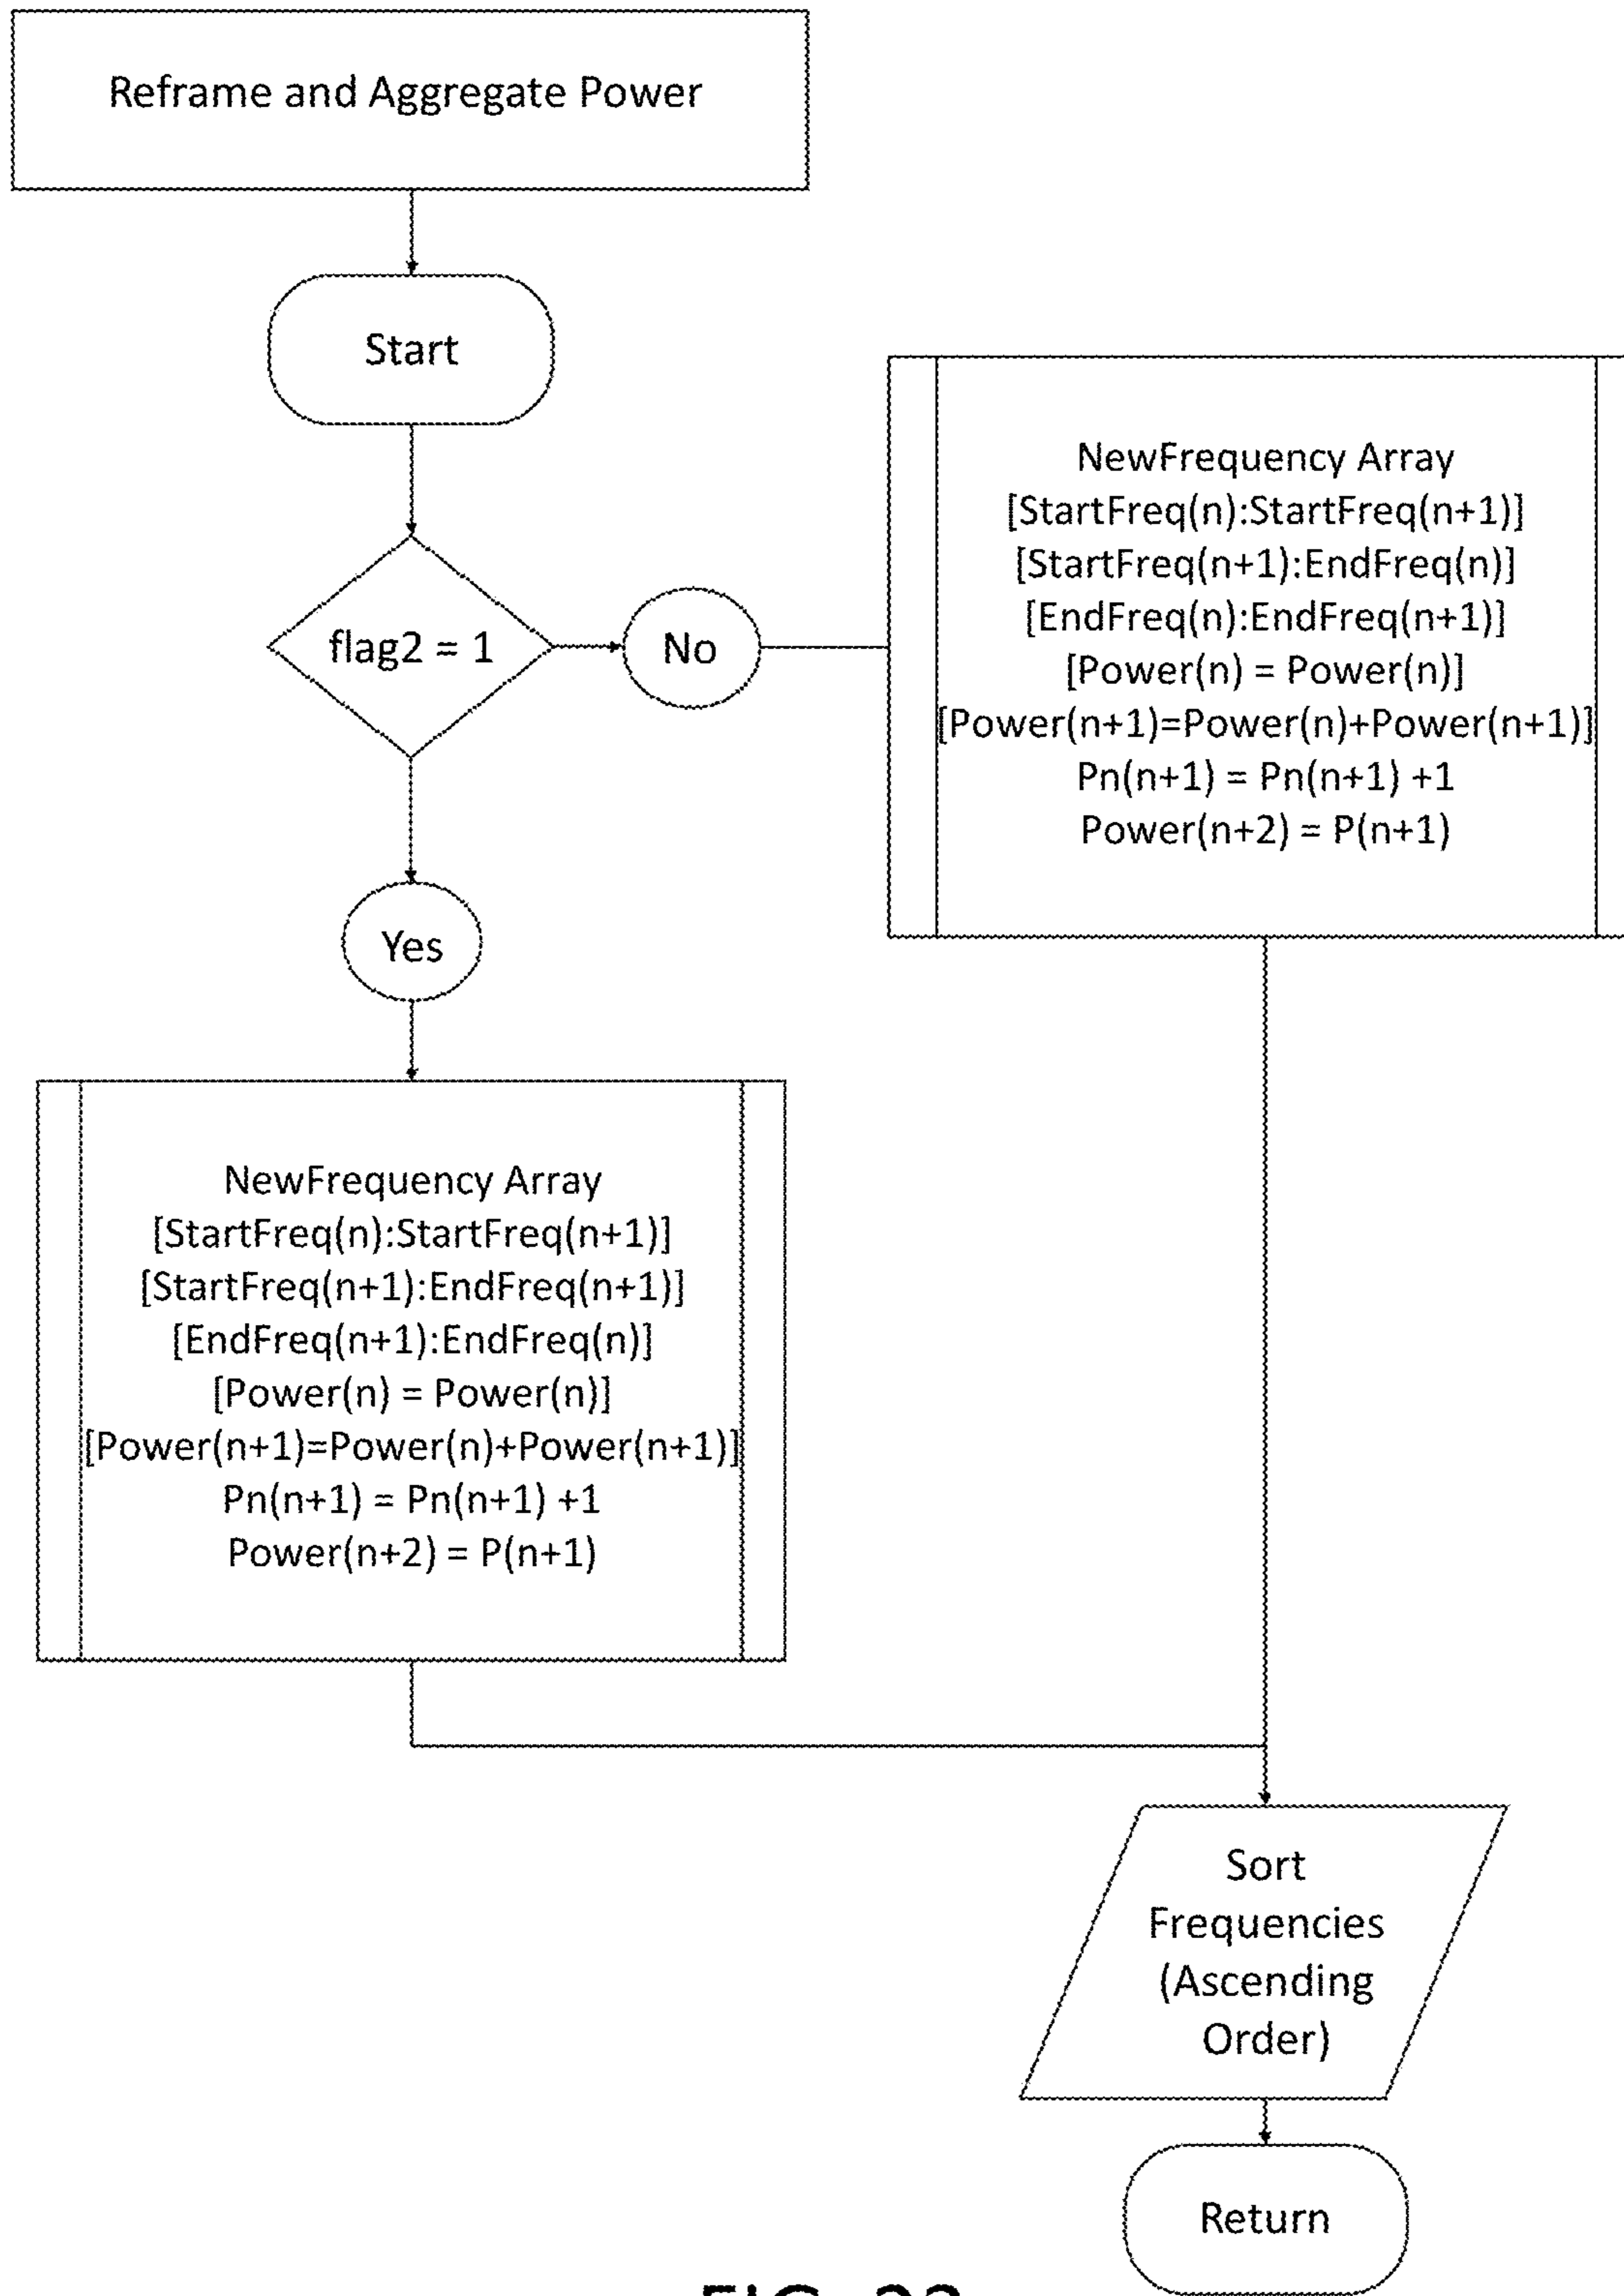 Reframe and Aggregate Power
Start
flag2 = 1
No
NewFrequency Array
[StartFreq(n):StartFreq(n+1)]
[StartFreq(n+1):EndFreq(n)]
[EndFreq(n):EndFreq(n+1)]
[Power(n) = Power(n)]
[Power(n+1)=Power(n)+Power(n+1)]
Pn(n+1) = Pn(n+1) +1
Power(n+2) = P(n+1)
Yes
NewFrequency Array
[StartFreq(n):StartFreq(n+1)]
[StartFreq(n+1):EndFreq(n+1)]
[EndFreq(n+1):EndFreq(n)]
[Power(n) = Power(n)]
[Power(n+1)=Power(n)+Power(n+1)]
Pn(n+1) = Pn(n+1) +1
Power(n+2) = P(n+1)
Sort
Frequencies
(Ascending
Order)
Return